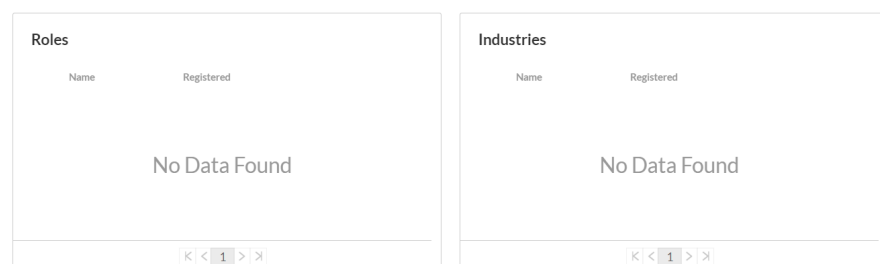 Roles
Name Registered
No Data Found
1
Industries
Name Registered
No Data Found
1